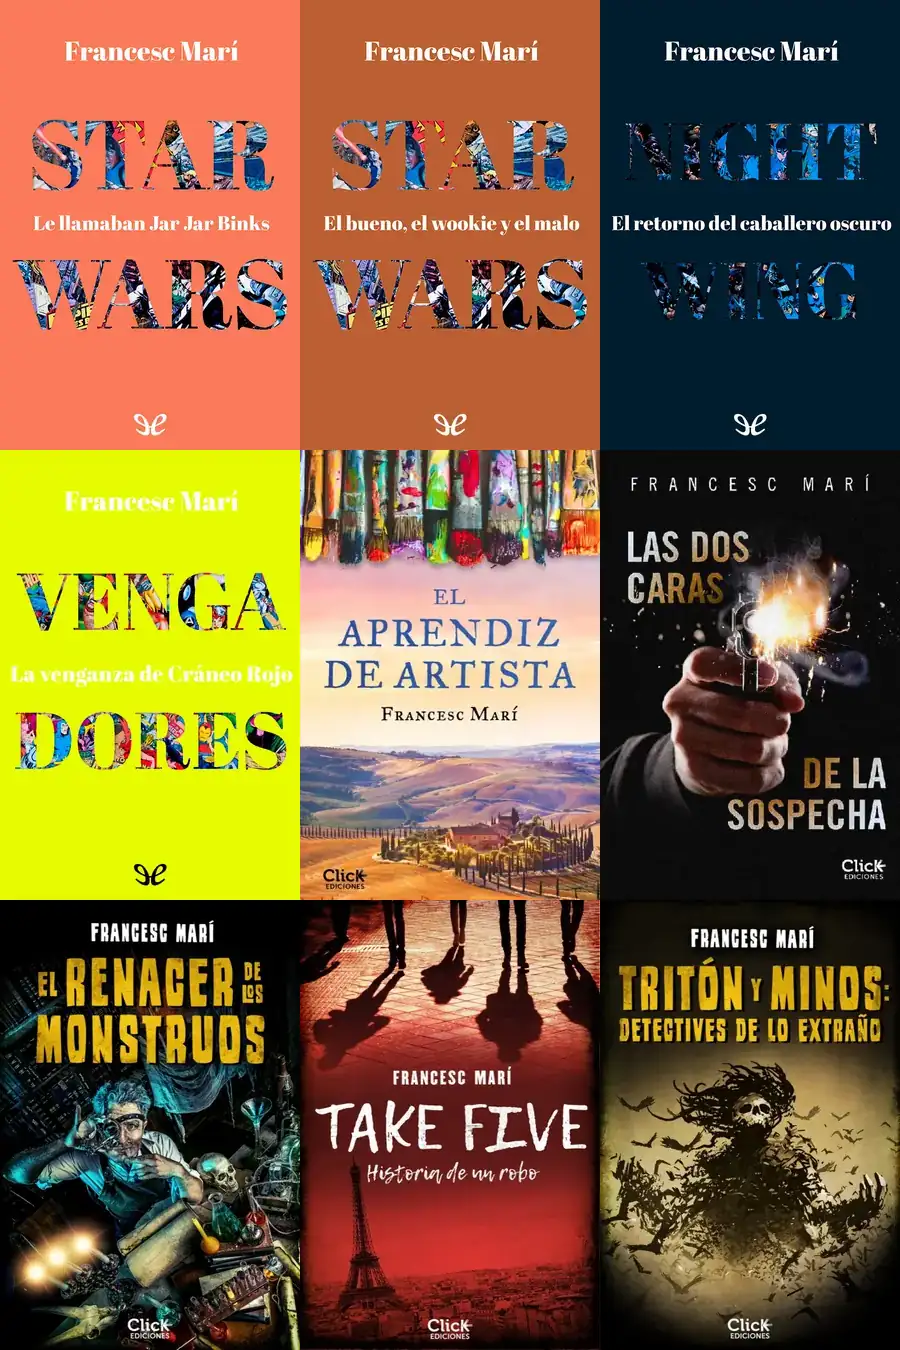 Francesc Marí
STAR
Le llamaban Jar Jar Binks
WARS
Francesc Marí
STAR
El bueno, el wookie y el malo
WARS
Francesc Marí
NIGHT
El retorno del caballero oscuro
WING
Francesc Marí
VENGA
La venganza de Cráneo Rojo
DORES
EL
APRENDIZ
DE ARTISTA
FRANCESC MARÍ
Click
EDICIONES
FRANCESC MARÍ
LAS DOS
CARAS
DE LA
SOSPECHA
Click
EDICIONES
FRANCESC MARÍ
EL RENACER DE LOS
MONSTRUOS
Click
EDICIONES
FRANCESC MARÍ
TAKE FIVE
Historia de un robo
Click
EDICIONES
FRANCESC MARÍ
TRITÓN Y MINOS:
DETECTIVES DE LO EXTRAÑO
Click
EDICIONES